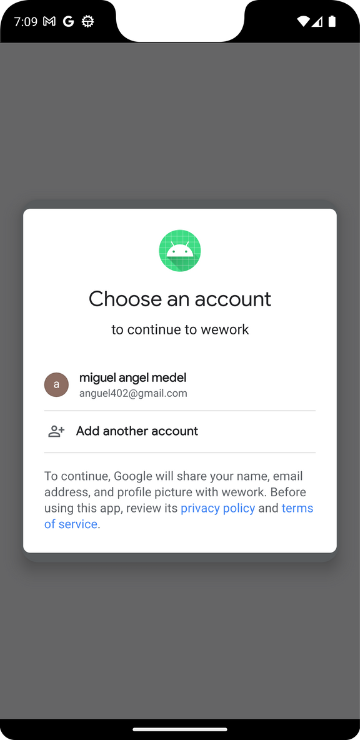 7:09
Choose an account
to continue to wework
a
miguel angel medel
anguel402@gmail.com
Add another account
To continue, Google will share your name, email
address, and profile picture with wework. Before
using this app, review its privacy policy and terms
of service.